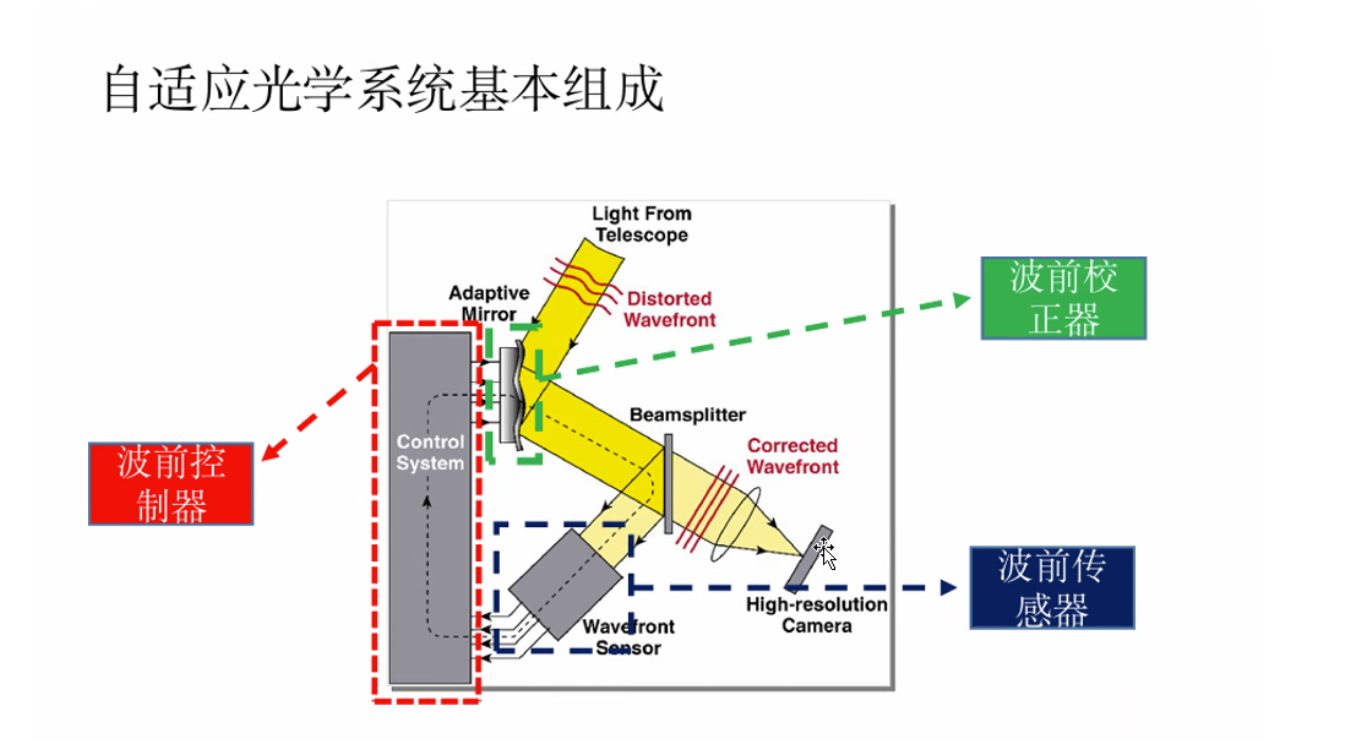 自适应光学系统基本组成
Light From
Telescope
Adaptive
Mirror
Distorted
Wavefront
波前校
正器
Beamsplitter
Control
System
Corrected
Wavefront
波前控
制器
High-resolution
Camera
Wavefront
Sensor
波前传
感器